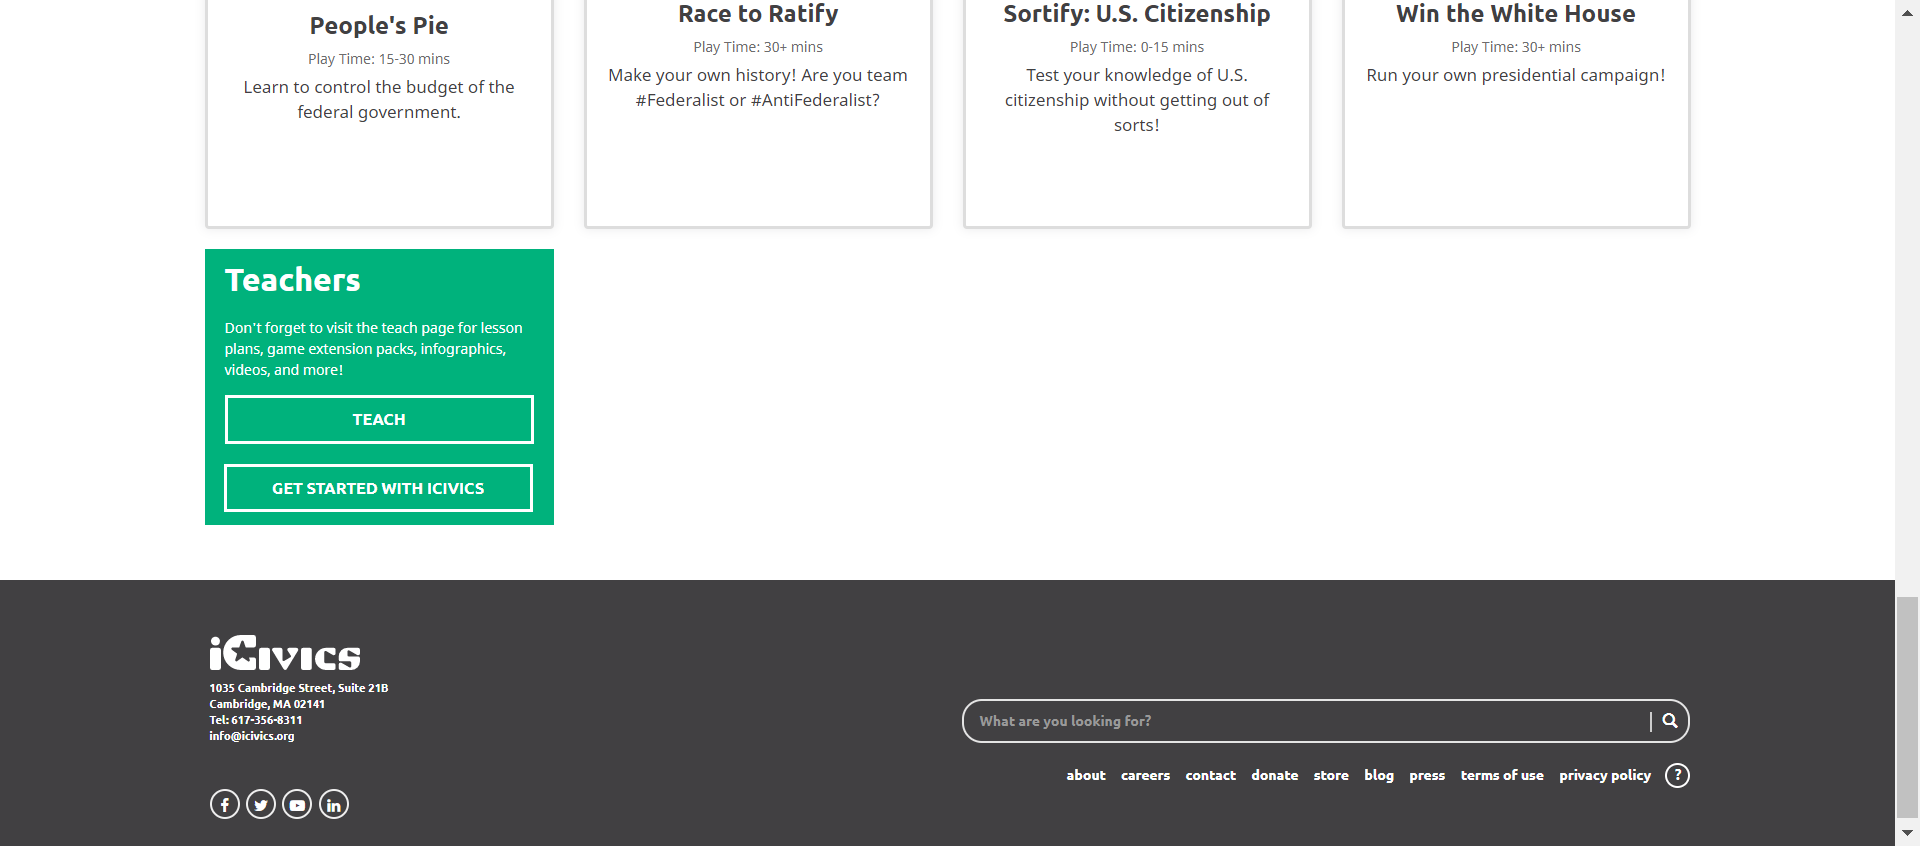 People's Pie
Play Time: 15-30 mins
Learn to control the budget of the
federal government.
Race to Ratify
Play Time: 30+ mins
Make your own history! Are you team
#Federalist or #AntiFederalist?
Sortify: U.S. Citizenship
Play Time: 0-15 mins
Test your knowledge of U.S.
citizenship without getting out of
sorts!
Win the White House
Play Time: 30+ mins
Run your own presidential campaign!
Teachers
Don't forget to visit the teach page for lesson
plans, game extension packs, infographics,
videos, and more!
TEACH
GET STARTED WITH ICIVICS
iCivics
1035 Cambridge Street, Suite 21B
Cambridge, MA 02141
Tel: 617-356-8311
info@icivics.org
What are you looking for?
about careers contact donate store blog press terms of use privacy policy ?